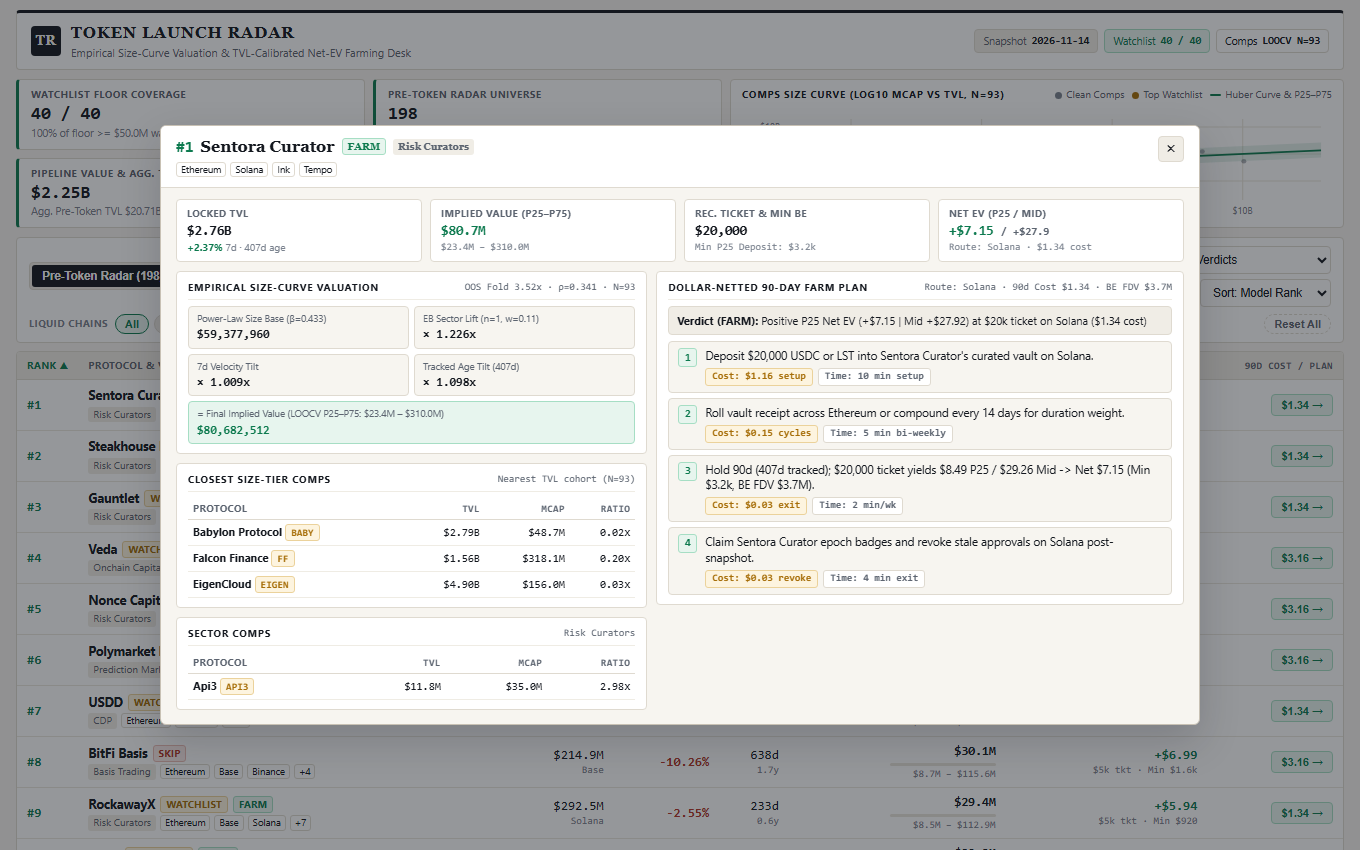 TR
TOKEN LAUNCH RADAR
Empirical Size-Curve Valuation & TVL-Calibrated Net-EV Farming Desk
Snapshot 2026-11-14
Watchlist 40 / 40
Comps LOOCV N=93
WATCHLIST FLOOR COVERAGE
40 / 40
100% of floor >= $50.0M
PRE-TOKEN RADAR UNIVERSE
198
COMPS SIZE CURVE (LOG10 MCAP VS TVL, N=93)
Clean Comps
Top Watchlist
Huber Curve & P25–P75
$10B
PIPELINE VALUE & AGG.
$2.25B
Agg. Pre-Token TVL $20.71B
Pre-Token Radar (198
Sort: Model Rank
LIQUID CHAINS
All
Reset All
#1 Sentora Curator FARM Risk Curators
Ethereum Solana Ink Tempo
×
LOCKED TVL
$2.76B
+2.37% 7d · 407d age
IMPLIED VALUE (P25–P75)
$80.7M
$23.4M – $310.0M
REC. TICKET & MIN BE
$20,000
Min P25 Deposit: $3.2k
NET EV (P25 / MID)
+$7.15 / +$27.9
Route: Solana · $1.34 cost
EMPIRICAL SIZE-CURVE VALUATION
OOS Fold 3.52x · ρ=0.341 · N=93
Power-Law Size Base (β=0.433)
$59,377,960
EB Sector Lift (n=1, w=0.11)
× 1.226x
7d Velocity Tilt
× 1.009x
Tracked Age Tilt (407d)
× 1.098x
= Final Implied Value (LOOCV P25–P75: $23.4M – $310.0M)
$80,682,512
CLOSEST SIZE-TIER COMPS
Nearest TVL cohort (N=93)
PROTOCOL TVL MCAP RATIO
Babylon Protocol BABY $2.79B $48.7M 0.02x
Falcon Finance FF $1.56B $318.1M 0.20x
EigenCloud EIGEN $4.90B $156.0M 0.03x
SECTOR COMPS
Risk Curators
PROTOCOL TVL MCAP RATIO
Api3 API3 $11.8M $35.0M 2.98x
DOLLAR-NETTED 90-DAY FARM PLAN
Route: Solana · 90d Cost $1.34 · BE FDV $3.7M
Verdict (FARM): Positive P25 Net EV (+$7.15 | Mid +$27.92) at $20k ticket on Solana ($1.34 cost)
1
Deposit $20,000 USDC or LST into Sentora Curator's curated vault on Solana.
Cost: $1.16 setup Time: 10 min setup
2
Roll vault receipt across Ethereum or compound every 14 days for duration weight.
Cost: $0.15 cycles Time: 5 min bi-weekly
3
Hold 90d (407d tracked); $20,000 ticket yields $8.49 P25 / $29.26 Mid -> Net $7.15 (Min
$3.2k, BE FDV $3.7M).
Cost: $0.03 exit Time: 2 min/wk
4
Claim Sentora Curator epoch badges and revoke stale approvals on Solana post-
snapshot.
Cost: $0.03 revoke Time: 4 min exit
RANK ▲ PROTOCOL & 90D COST / PLAN
#1 Sentora $1.34 →
Risk Curators
#2 Steakhouse $1.34 →
Risk Curators
#3 Gauntlet $1.34 →
Risk Curators
#4 Veda $3.16 →
Onchain
#5 Nonce $3.16 →
Risk Curators
#6 Polymarket $3.16 →
Prediction
#7 USDD $1.34 →
CDP
#8 BitFi Basis SKIP $214.9M -10.26% 638d $30.1M +$6.99 $3.16 →
Basis Trading Ethereum Base Binance +4 Base 1.7y $8.7M – $115.6M $5k tkt · Min $1.6k
#9 RockawayX WATCHLIST FARM $292.5M -2.55% 233d $29.4M +$5.94 $1.34 →
Risk Curators Ethereum Base Solana +7 Solana 0.6y $8.5M – $112.9M $5k tkt · Min $920